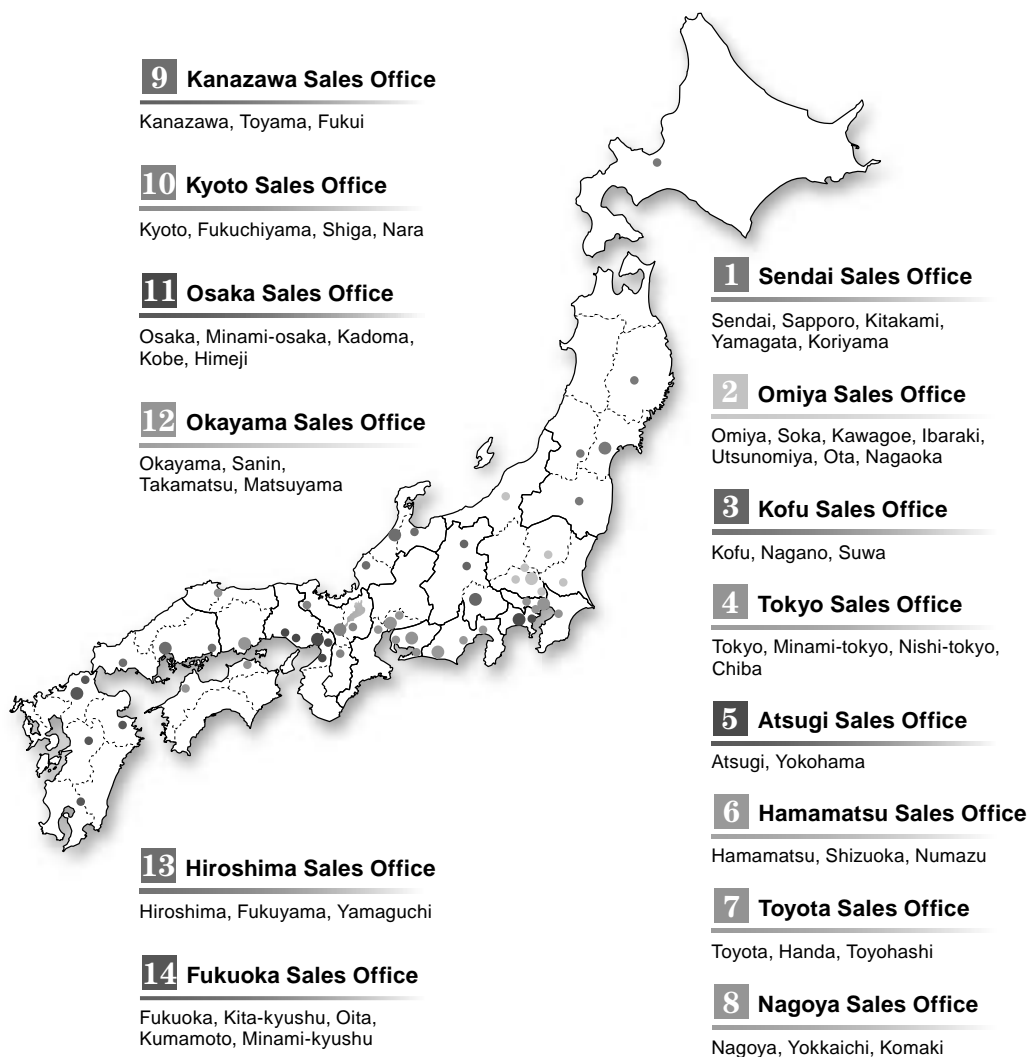 9 Kanazawa Sales Office
Kanazawa, Toyama, Fukui
10 Kyoto Sales Office
Kyoto, Fukuchiyama, Shiga, Nara
11 Osaka Sales Office
Osaka, Minami-osaka, Kadoma,
Kobe, Himeji
12 Okayama Sales Office
Okayama, Sanin,
Takamatsu, Matsuyama
1 Sendai Sales Office
Sendai, Sapporo, Kitakami,
Yamagata, Koriyama
2 Omiya Sales Office
Omiya, Soka, Kawagoe, Ibaraki,
Utsunomiya, Ota, Nagaoka
3 Kofu Sales Office
Kofu, Nagano, Suwa
4 Tokyo Sales Office
Tokyo, Minami-tokyo, Nishi-tokyo,
Chiba
5 Atsugi Sales Office
Atsugi, Yokohama
6 Hamamatsu Sales Office
Hamamatsu, Shizuoka, Numazu
7 Toyota Sales Office
Toyota, Handa, Toyohashi
8 Nagoya Sales Office
Nagoya, Yokkaichi, Komaki
13 Hiroshima Sales Office
Hiroshima, Fukuyama, Yamaguchi
14 Fukuoka Sales Office
Fukuoka, Kita-kyushu, Oita,
Kumamoto, Minami-kyushu